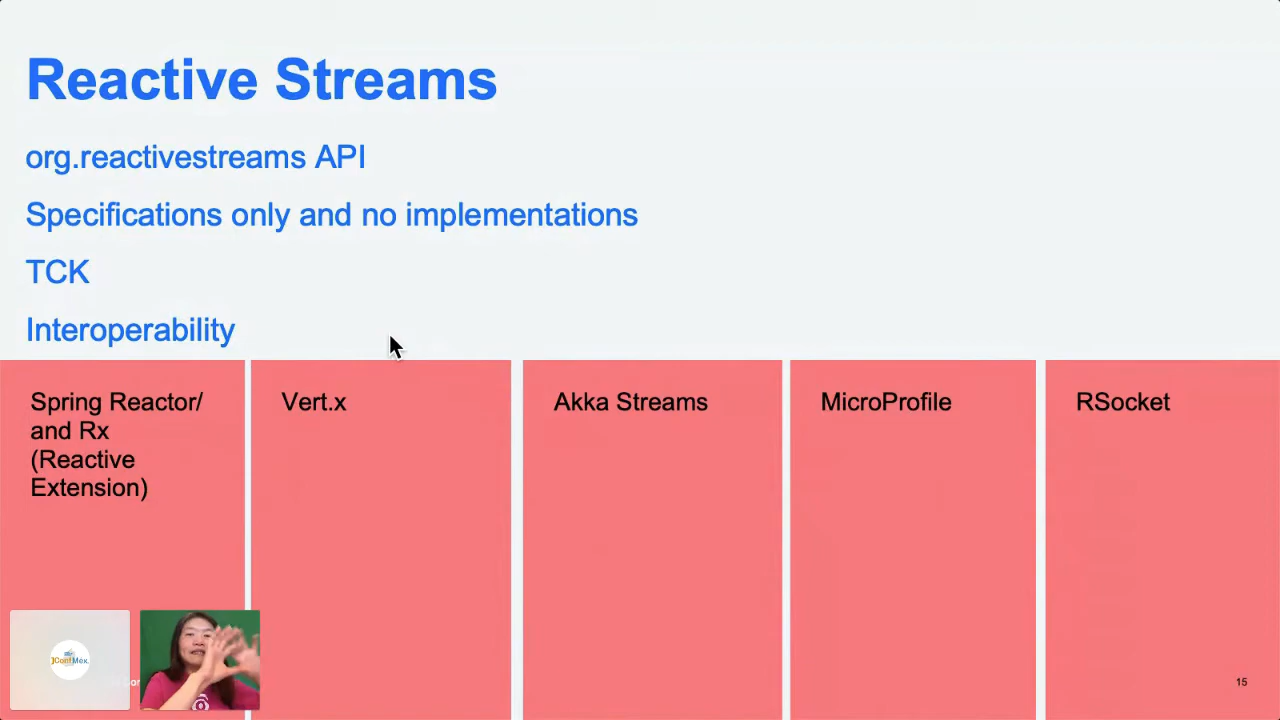 Reactive Streams
org.reactivestreams API
Specifications only and no implementations
TCK
Interoperability
Spring Reactor/
and Rx
(Reactive
Extension)
Vert.x
Akka Streams
MicroProfile
RSocket
JConfMex
15